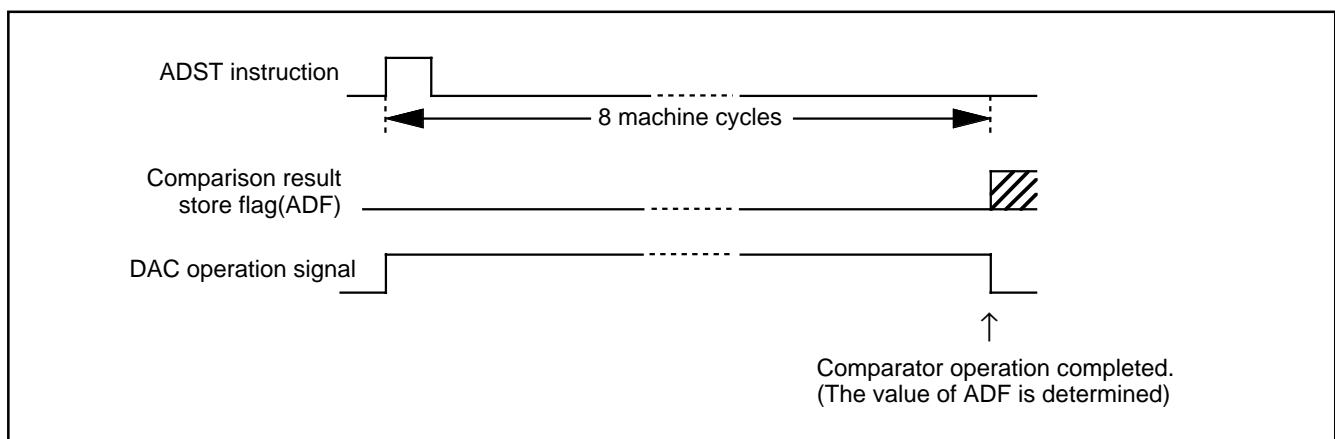 ADST instruction
8 machine cycles
Comparison result
store flag(ADF)
DAC operation signal
Comparator operation completed.
(The value of ADF is determined)